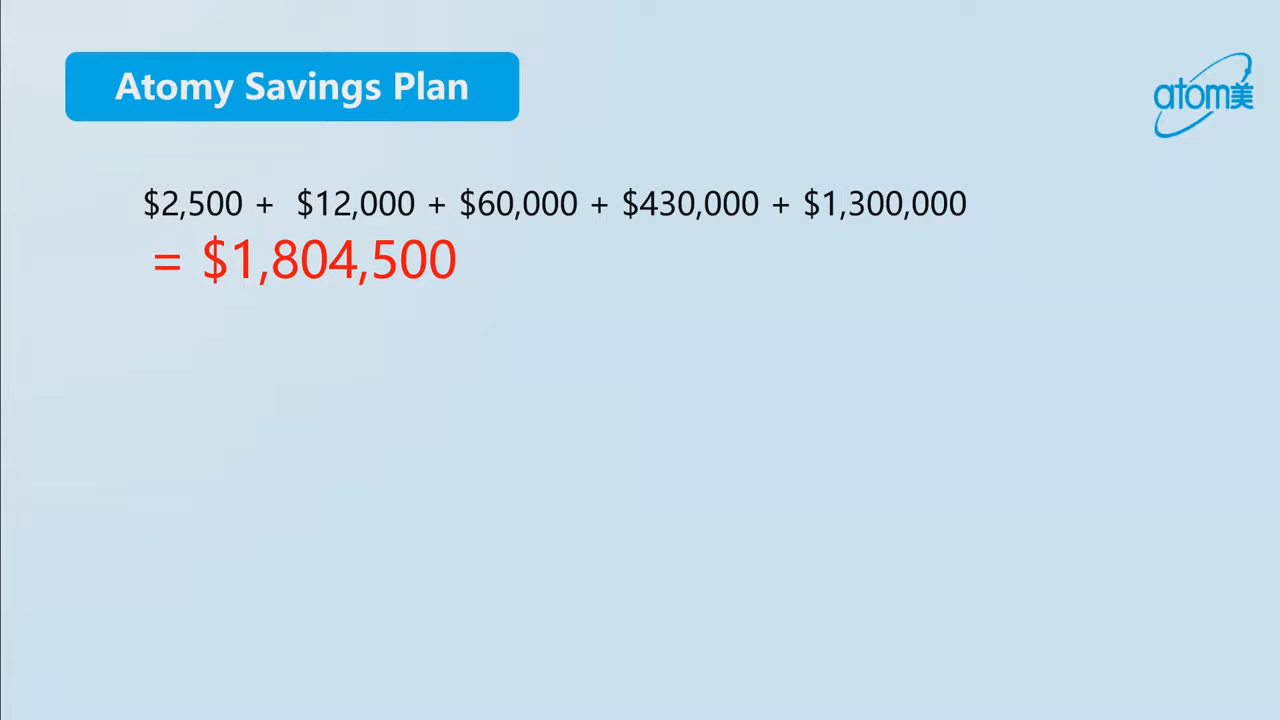 Atomy Savings Plan
atom美
$2,500 + $12,000 + $60,000 + $430,000 + $1,300,000
= $1,804,500